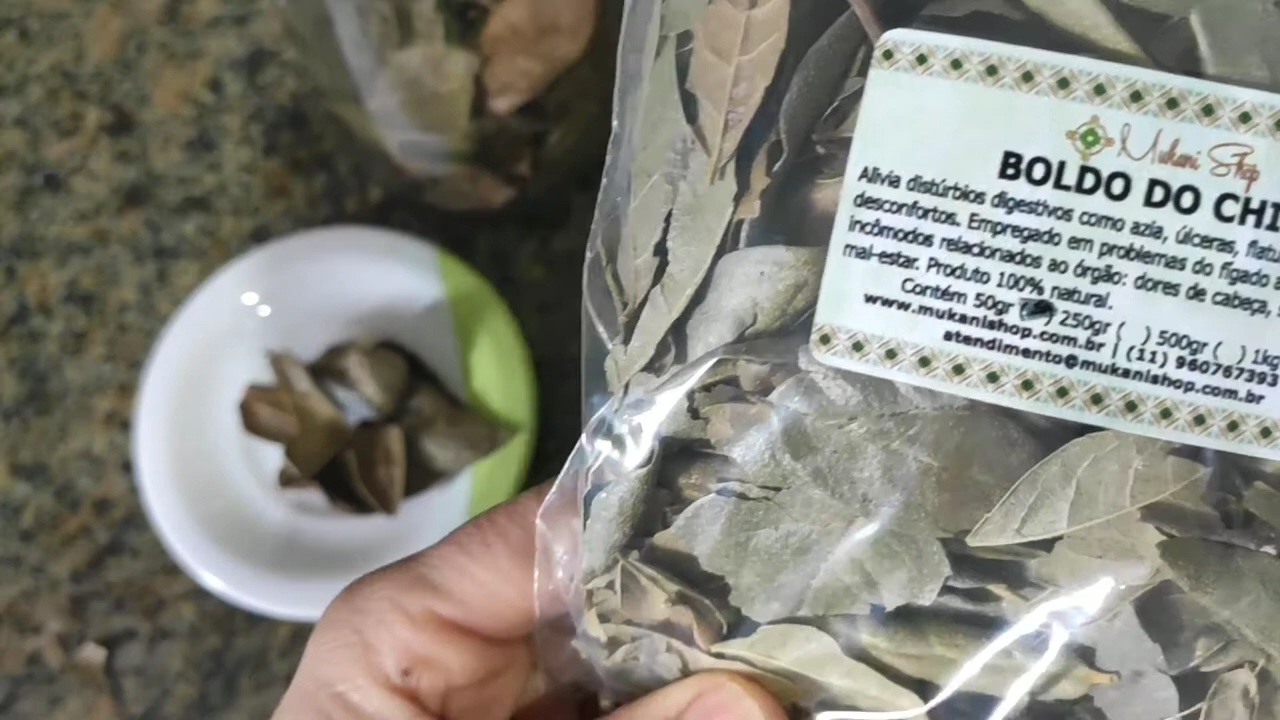 Mukani Shop
BOLDO DO CHI
Alivia distúrbios digestivos como azia, úlceras, flatu
desconfortos. Empregado em problemas do fígado
incômodos relacionados ao órgão: dores de cabeça,
mal-estar. Produto 100% natural.
Contém 50gr ( ) 250gr ( ) 500gr ( ) 1kg
www.mukanishop.com.br | (11) 960767393
atendimento@mukanishop.com.br